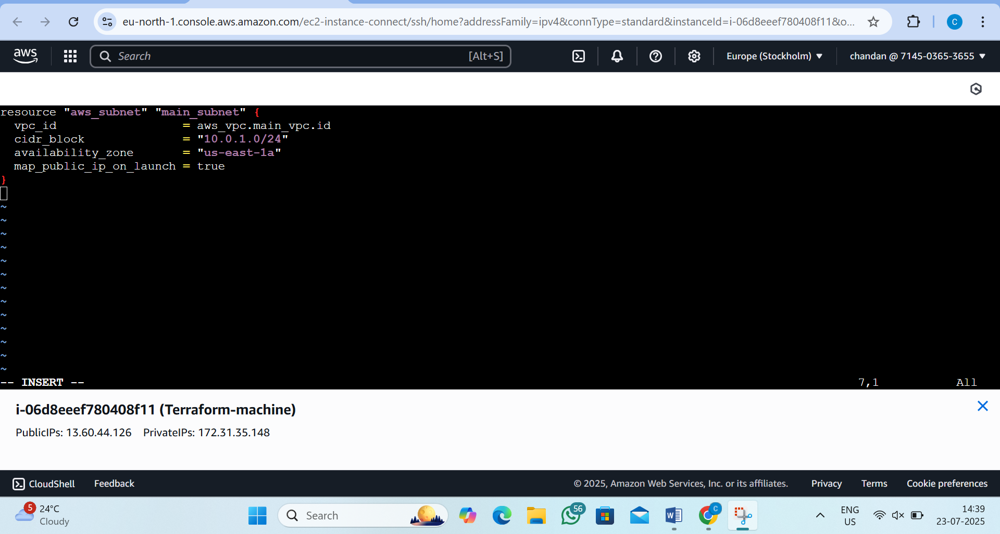 eu-north-1.console.aws.amazon.com/ec2-instance-connect/ssh/home?addressFamily=ipv4&connType=standard&instanceId=i-06d8eeef780408f11&o...
C
aws
Search
[Alt+S]
Europe (Stockholm)
chandan @ 7145-0365-3655
resource "aws_subnet" "main_subnet" {
  vpc_id                  = aws_vpc.main_vpc.id
  cidr_block              = "10.0.1.0/24"
  availability_zone       = "us-east-1a"
  map_public_ip_on_launch = true
}
~
~
~
~
~
~
~
~
~
~
~
~
~
-- INSERT --
7,1
All
i-06d8eeef780408f11 (Terraform-machine)
PublicIPs: 13.60.44.126 PrivateIPs: 172.31.35.148
CloudShell
Feedback
© 2025, Amazon Web Services, Inc. or its affiliates.
Privacy
Terms
Cookie preferences
5
24°C
Cloudy
Search
56
W
C
ENG
US
14:39
23-07-2025